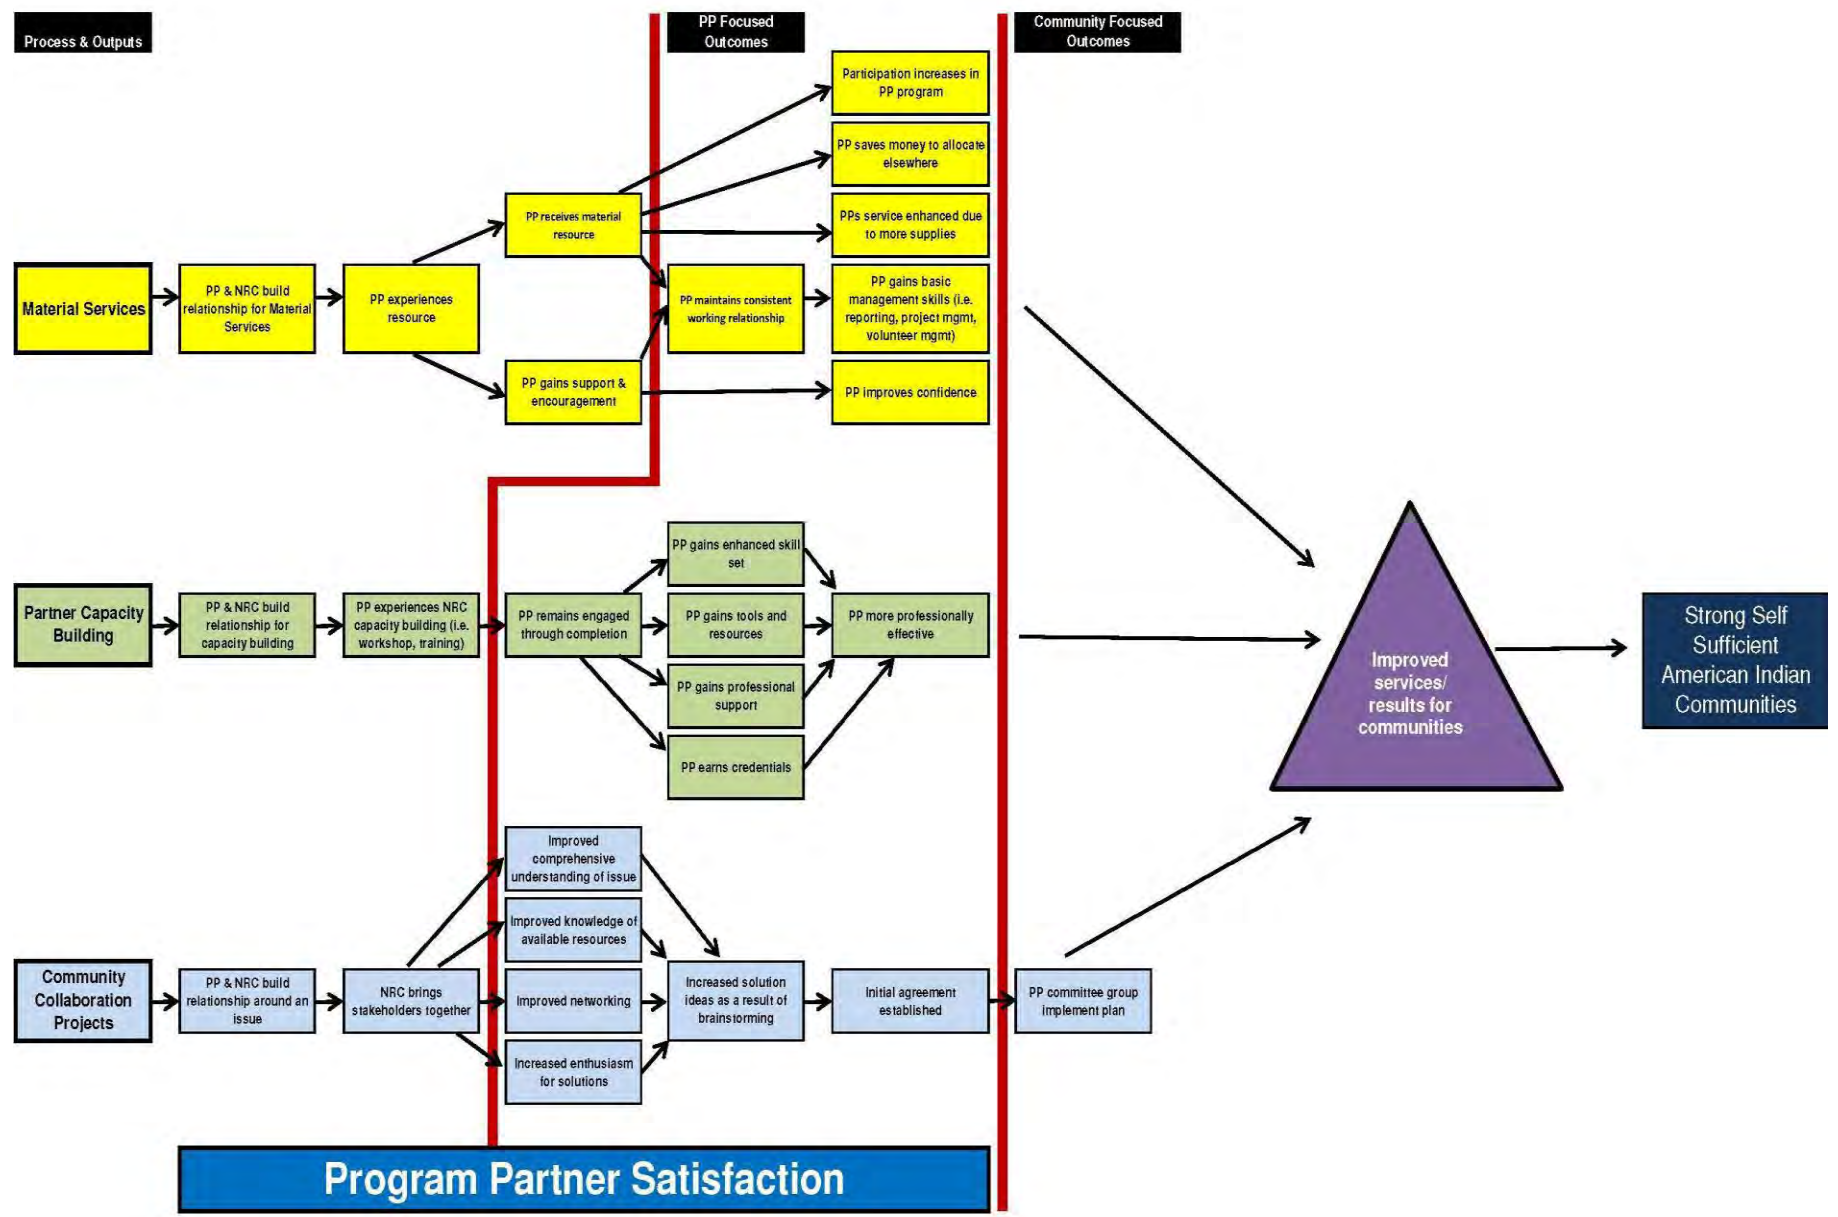 Process & Outputs
PP Focused
Outcomes
Community Focused
Outcomes
Participation increases in
PP program
PP saves money to allocate
elsewhere
PP receives material
resource
PPs service enhanced due
to more supplies
Material Services
PP & NRC build
relationship for Material
Services
PP experiences
resource
PP maintains consistent
working relationship
PP gains basic
management skills (i.e.
reporting, project mgmt,
volunteer mgmt)
PP gains support &
encouragement
PP improves confidence
PP gains enhanced skill
set
Partner Capacity
Building
PP & NRC build
relationship for
capacity building
PP experiences NRC
capacity building (i.e.
workshop, training)
PP remains engaged
through completion
PP gains tools and
resources
PP more professionally
effective
PP gains professional
support
PP earns credentials
Improved
services/
results for
communities
Strong Self
Sufficient
American Indian
Communities
Improved
comprehensive
understanding of issue
Improved knowledge of
available resources
Community
Collaboration
Projects
PP & NRC build
relationship around an
issue
NRC brings
stakeholders together
Improved networking
Increased solution
ideas as a result of
brainstorming
Initial agreement
established
PP committee group
implement plan
Increased enthusiasm
for solutions
Program Partner Satisfaction